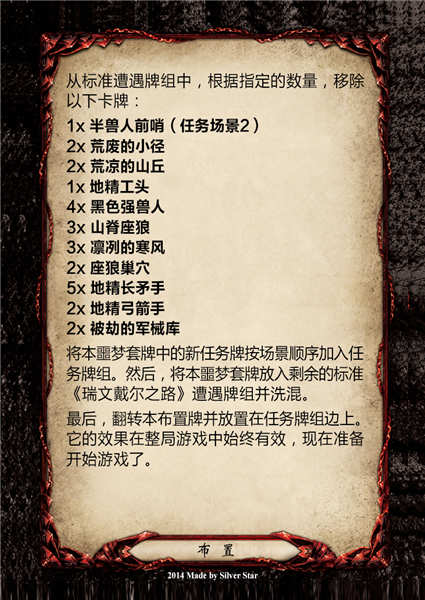 从标准遭遇牌组中，根据指定的数量，移除
以下卡牌：
1x 半兽人前哨（任务场景2）
2x 荒废的小径
2x 荒凉的山丘
1x 地精工头
4x 黑色强兽人
3x 山脊座狼
3x 凛冽的寒风
2x 座狼巢穴
5x 地精长矛手
2x 地精弓箭手
2x 被劫的军械库
将本噩梦套牌中的新任务牌按场景顺序加入任
务牌组。然后，将本噩梦套牌放入剩余的标准
《瑞文戴尔之路》遭遇牌组并洗混。
最后，翻转本布置牌并放置在任务牌组边上。
它的效果在整局游戏中始终有效，现在准备
开始游戏了。
布 置
2014 Made by Silver Star